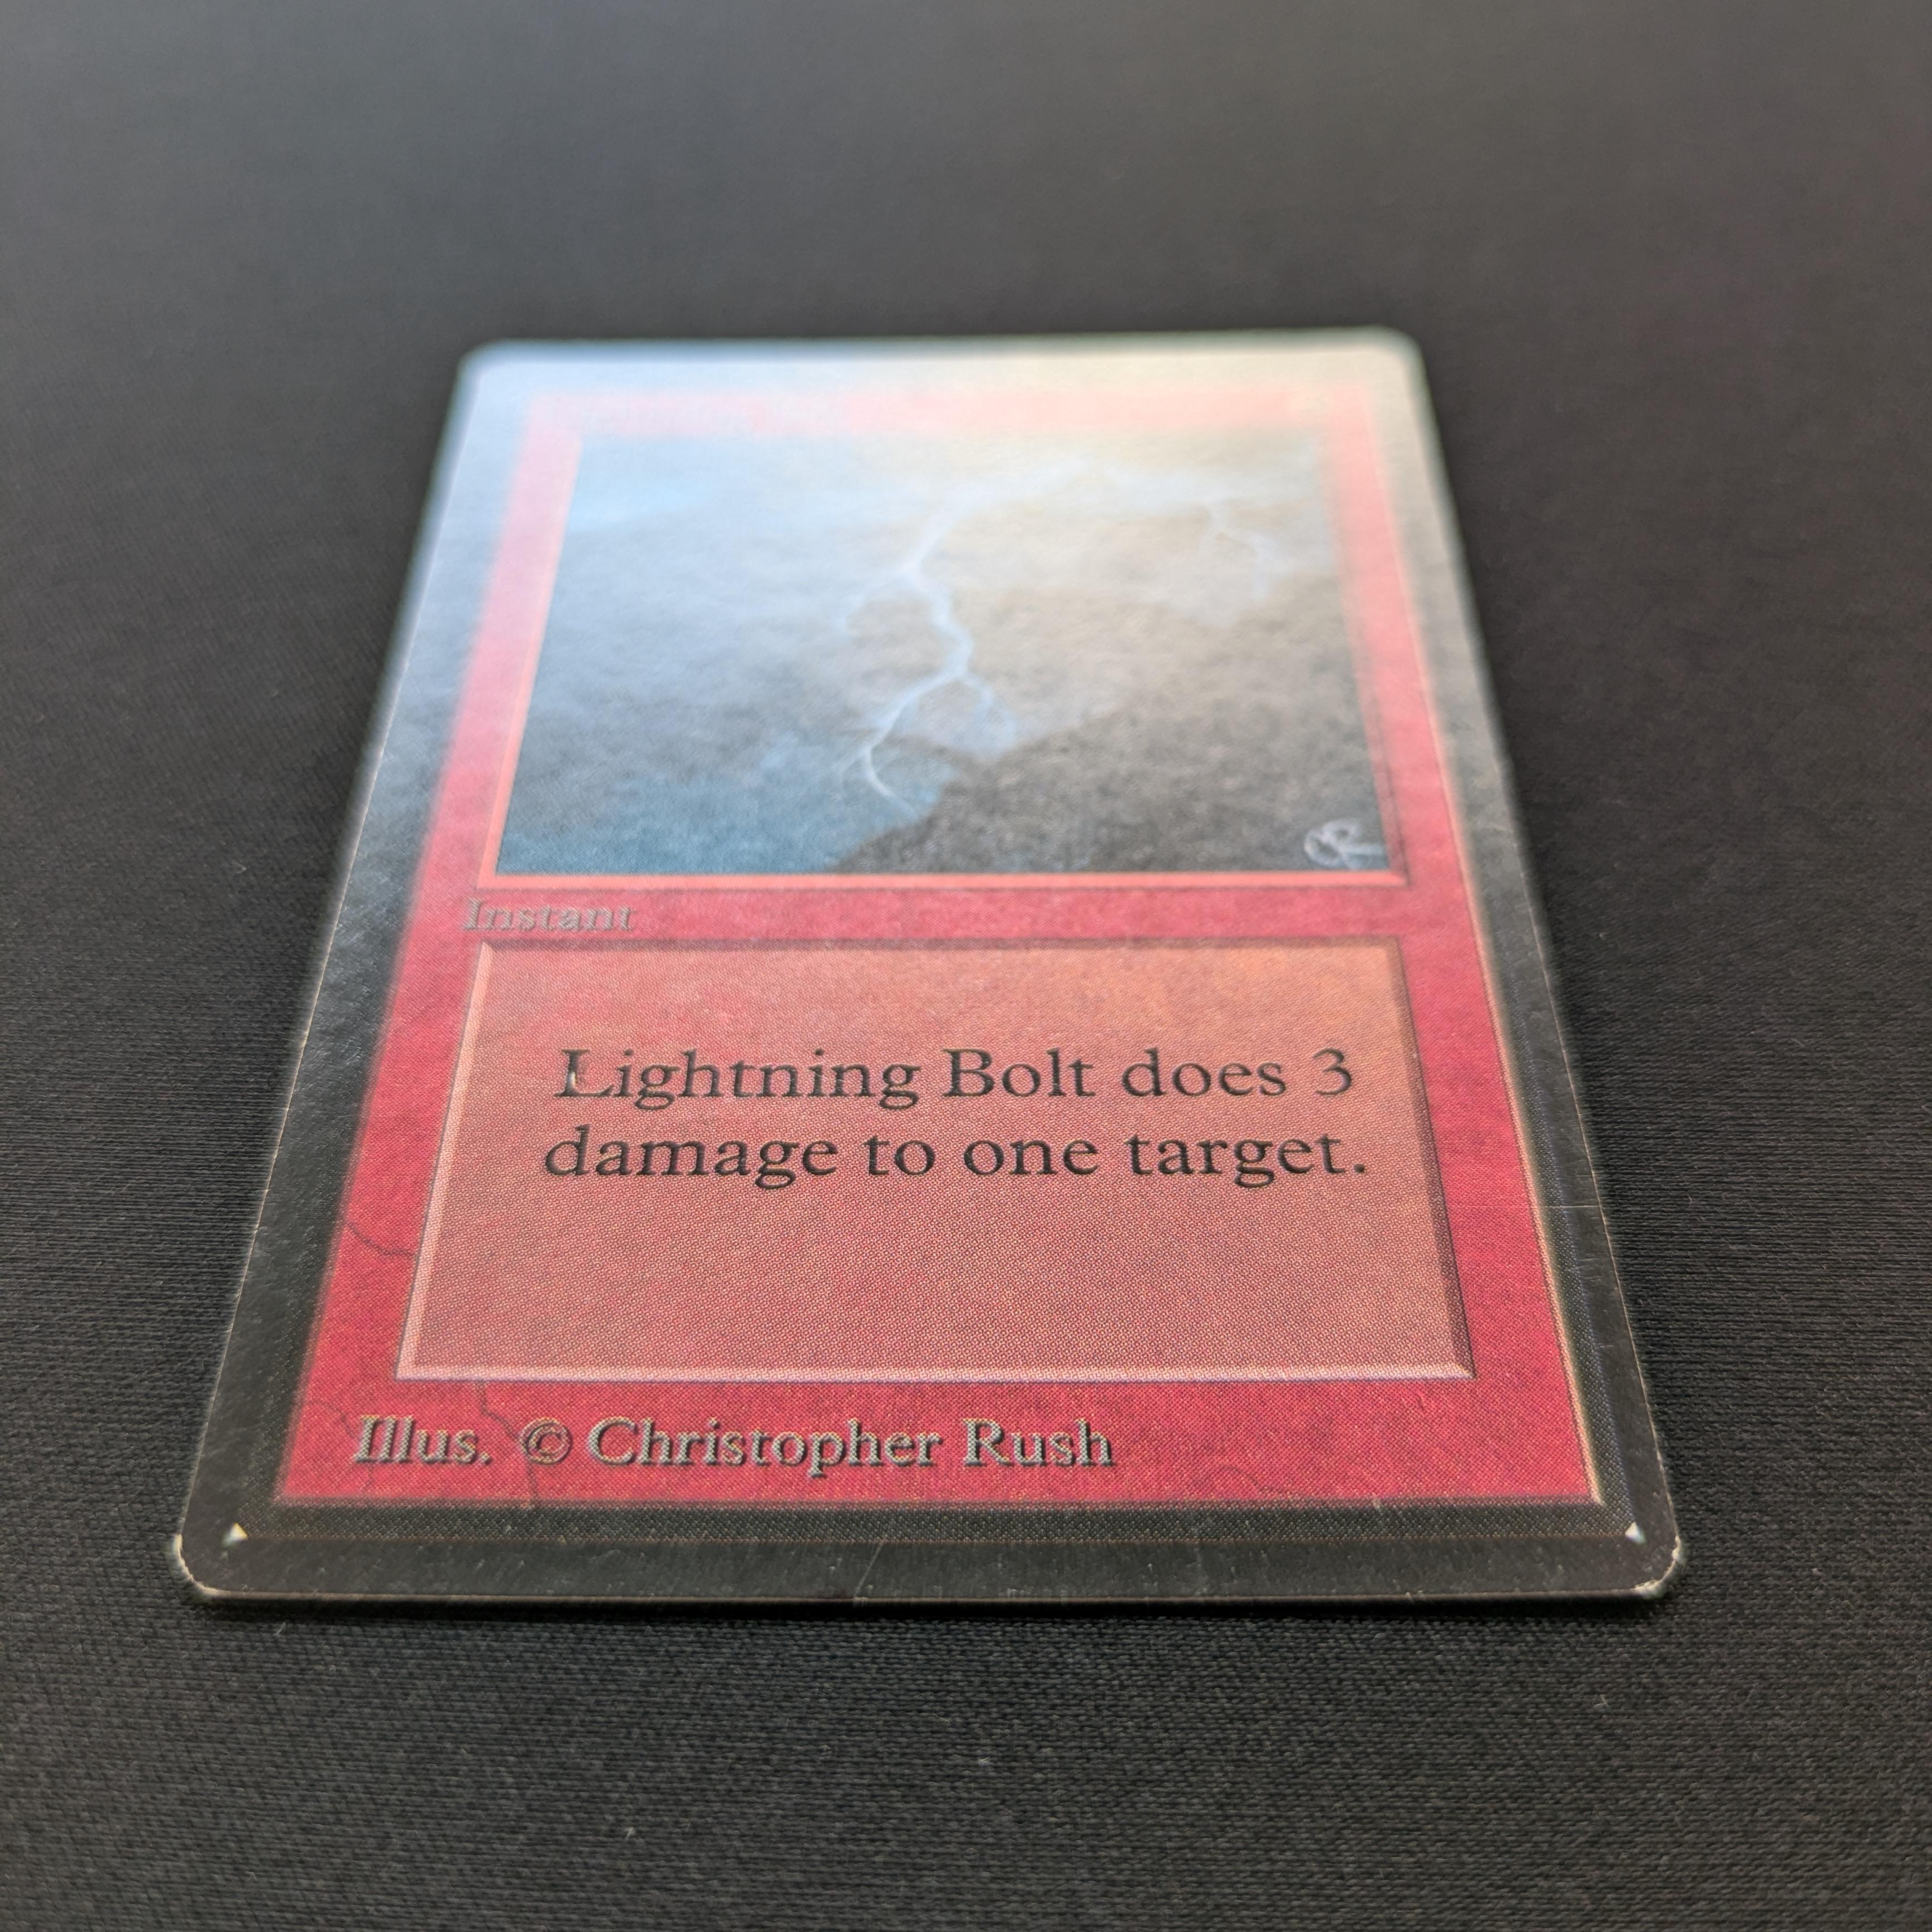 Instant
Lightning Bolt does 3
damage to one target.
Illus. © Christopher Rush